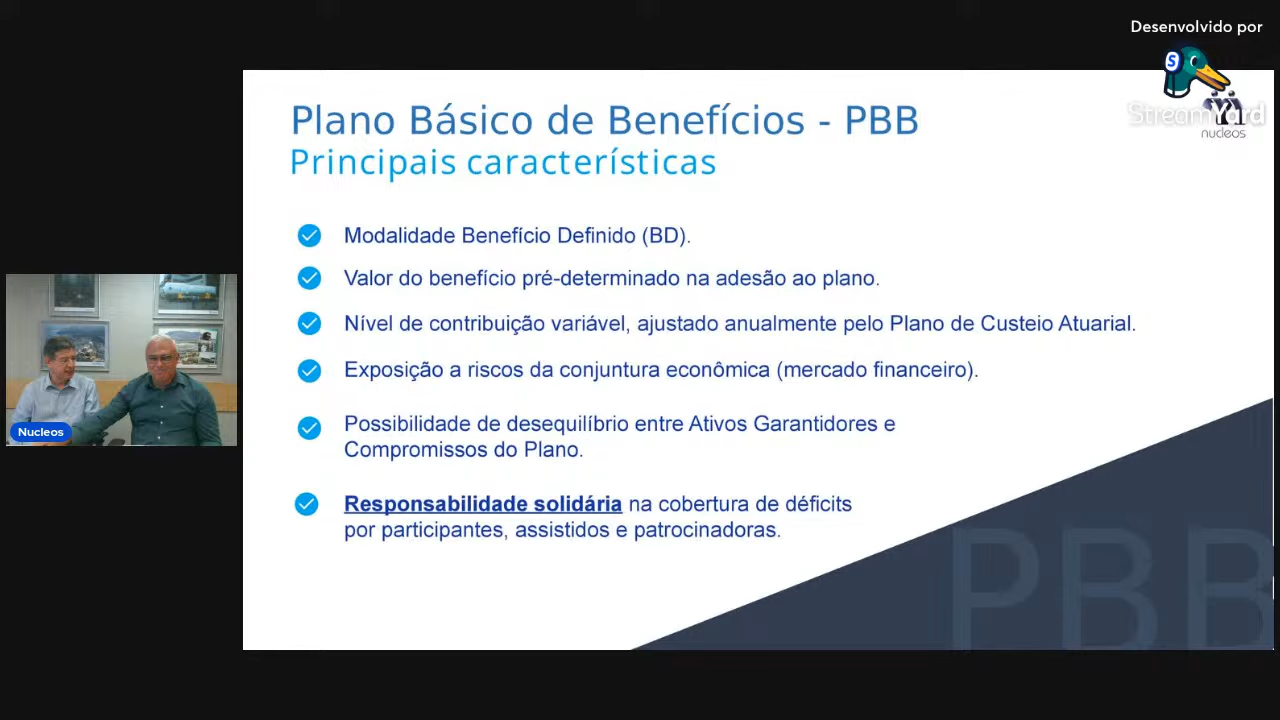 Desenvolvido por
S
StreamYard
nucleos
Plano Básico de Benefícios - PBB
Principais características
Modalidade Benefício Definido (BD).
Valor do benefício pré-determinado na adesão ao plano.
Nível de contribuição variável, ajustado anualmente pelo Plano de Custeio Atuarial.
Exposição a riscos da conjuntura econômica (mercado financeiro).
Possibilidade de desequilíbrio entre Ativos Garantidores e
Compromissos do Plano.
Responsabilidade solidária na cobertura de déficits
por participantes, assistidos e patrocinadoras.
Nucleos
PBB